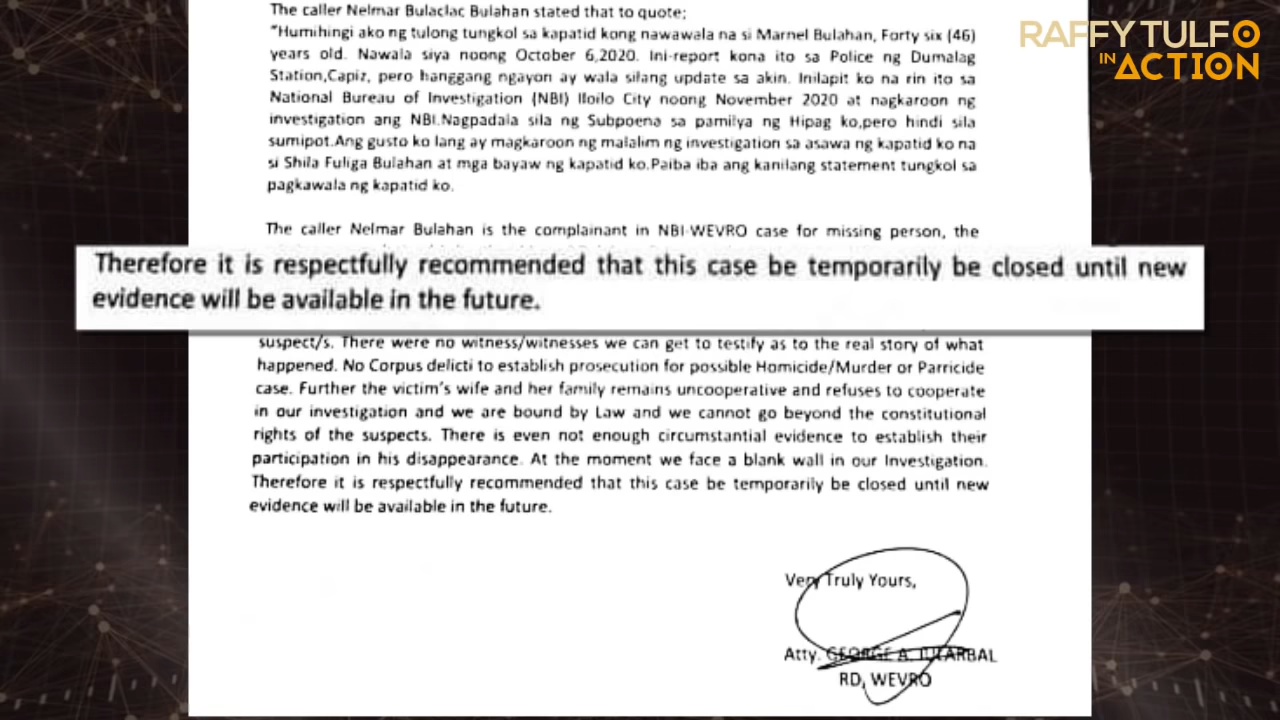 The caller Nelmar Bulaclac Bulahan stated that to quote;
RAFFY TULFO
IN ACTION
"Humihingi ako ng tulong tungkol sa kapatid kong nawawala na si Marnel Bulahan, Forty six (46)
years old. Nawala siya noong October 6,2020. Ini-report kona ito sa Police ng Dumalag
Station,Capiz, pero hanggang ngayon ay wala silang update sa akin. Inilapit ko na rin ito sa
National Bureau of Investigation (NBI) Iloilo City noong November 2020 at nagkaroon ng
investigation ang NBI.Nagpadala sila ng Subpoena sa pamilya ng Hipag ko,pero hindi sila
sumipot.Ang gusto ko lang ay magkaroon ng malalim ng investigation sa asawa ng kapatid ko na
si Shila Fuliga Bulahan at mga bayaw ng kapatid ko.Paiba iba ang kanilang statement tungkol sa
pagkawala ng kapatid ko.
The caller Nelmar Bulahan is the complainant in NBI-WEVRO case for missing person, the
Therefore it is respectfully recommended that this case be temporarily be closed until new
evidence will be available in the future.
suspect/s. There were no witness/witnesses we can get to testify as to the real story of what
happened. No Corpus delicti to establish prosecution for possible Homicide/Murder or Parricide
case. Further the victim's wife and her family remains uncooperative and refuses to cooperate
in our investigation and we are bound by Law and we cannot go beyond the constitutional
rights of the suspects. There is even not enough circumstantial evidence to establish their
participation in his disappearance. At the moment we face a blank wall in our Investigation.
Therefore it is respectfully recommended that this case be temporarily be closed until new
evidence will be available in the future.
Very Truly Yours,
Atty. GEORGE A.
RD, WEVRO